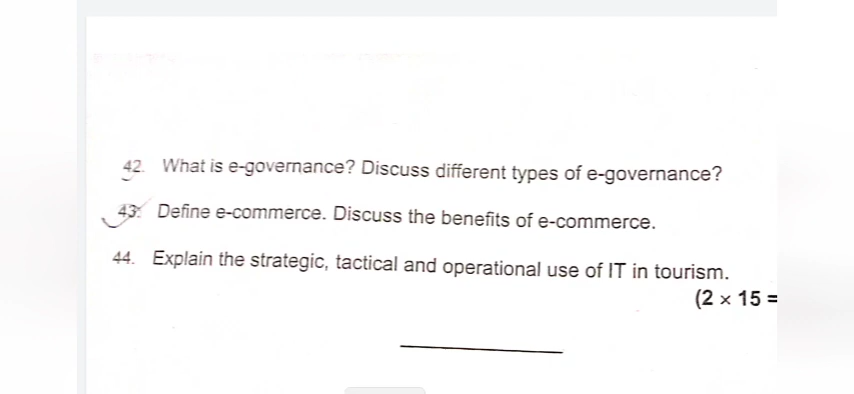 42. What is e-governance? Discuss different types of e-governance?
43. Define e-commerce. Discuss the benefits of e-commerce.
44. Explain the strategic, tactical and operational use of IT in tourism.
(2 × 15 =